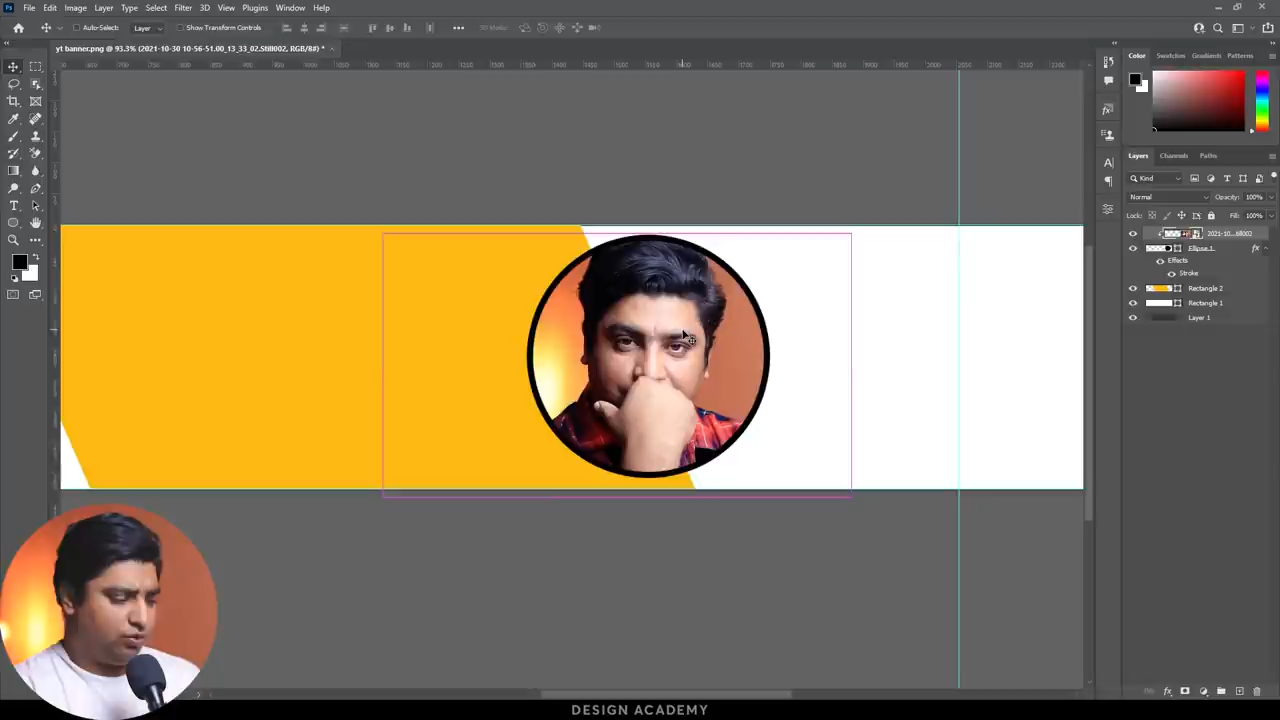 Ps File Edit Image Layer Type Select Filter 3D View Plugins Window Help
Auto-Select: Layer Show Transform Controls
yt banner.png @ 93.3% (2021-10-30 10-56-51.00_13_33_02.Still002, RGB/8#) *
Color Swatches Gradients Patterns
Layers Channels Paths
Kind
Normal Opacity: 100%
Lock: Fill: 100%
2021-10...till002
Ellipse 1
fx
Effects
Stroke
Rectangle 2
Rectangle 1
Layer 1
DESIGN ACADEMY